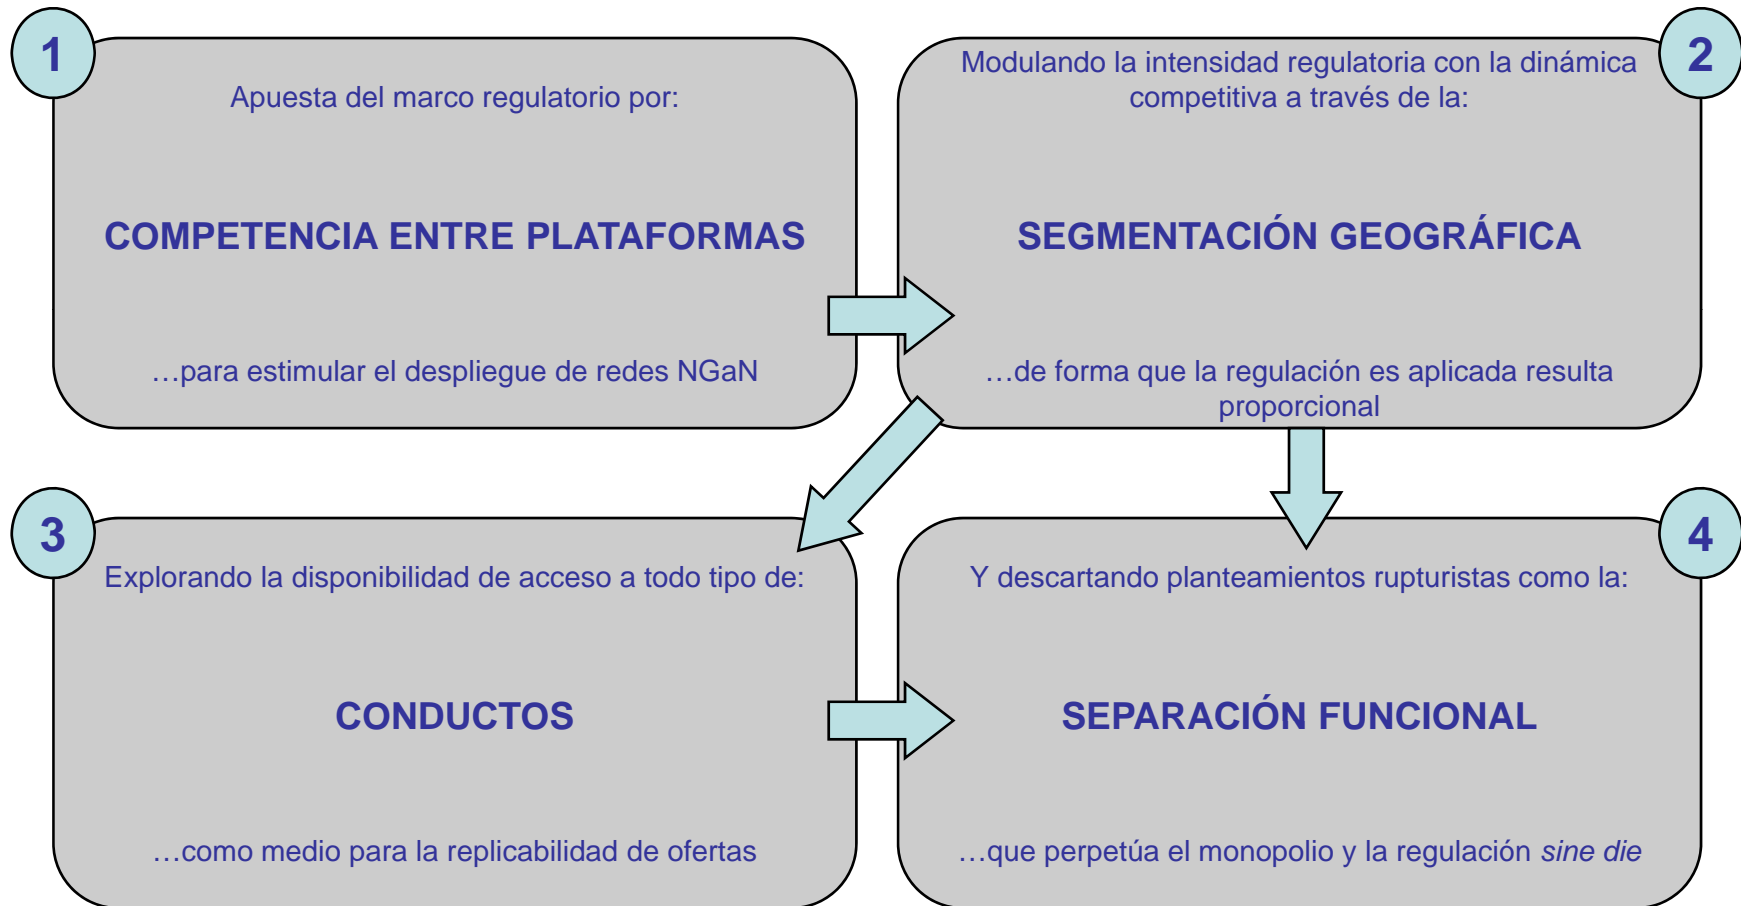 1
Apuesta del marco regulatorio por:
COMPETENCIA ENTRE PLATAFORMAS
…para estimular el despliegue de redes NGaN
2
Modulando la intensidad regulatoria con la dinámica
competitiva a través de la:
SEGMENTACIÓN GEOGRÁFICA
…de forma que la regulación es aplicada resulta
proporcional
3
Explorando la disponibilidad de acceso a todo tipo de:
CONDUCTOS
…como medio para la replicabilidad de ofertas
4
Y descartando planteamientos rupturistas como la:
SEPARACIÓN FUNCIONAL
…que perpetúa el monopolio y la regulación sine die